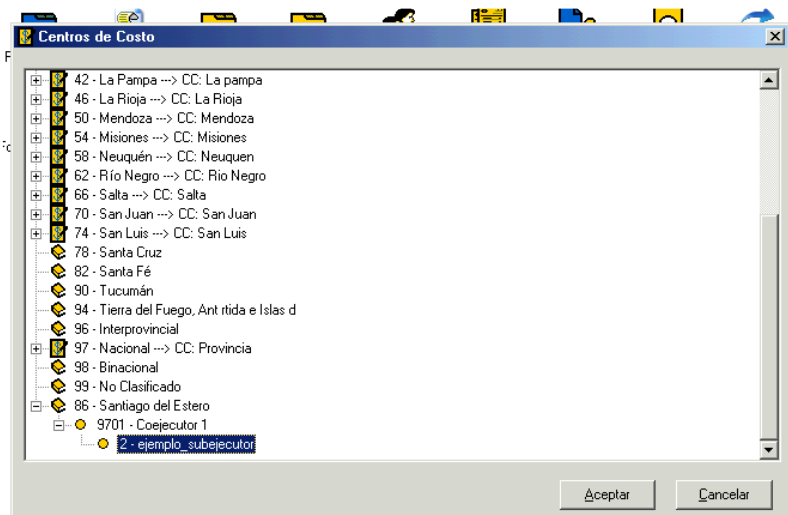 Centros de Costo
42 - La Pampa ---> CC: La pampa
46 - La Rioja ---> CC: La Rioja
50 - Mendoza ---> CC: Mendoza
54 - Misiones ---> CC: Misiones
58 - Neuquén ---> CC: Neuquen
62 - Río Negro ---> CC: Rio Negro
66 - Salta ---> CC: Salta
70 - San Juan ---> CC: San Juan
74 - San Luis ---> CC: San Luis
78 - Santa Cruz
82 - Santa Fé
90 - Tucumán
94 - Tierra del Fuego, Ant rtida e Islas d
96 - Interprovincial
97 - Nacional ---> CC: Provincia
98 - Binacional
99 - No Clasificado
86 - Santiago del Estero
9701 - Coejecutor 1
2 - ejemplo_subejecutor
Aceptar Cancelar